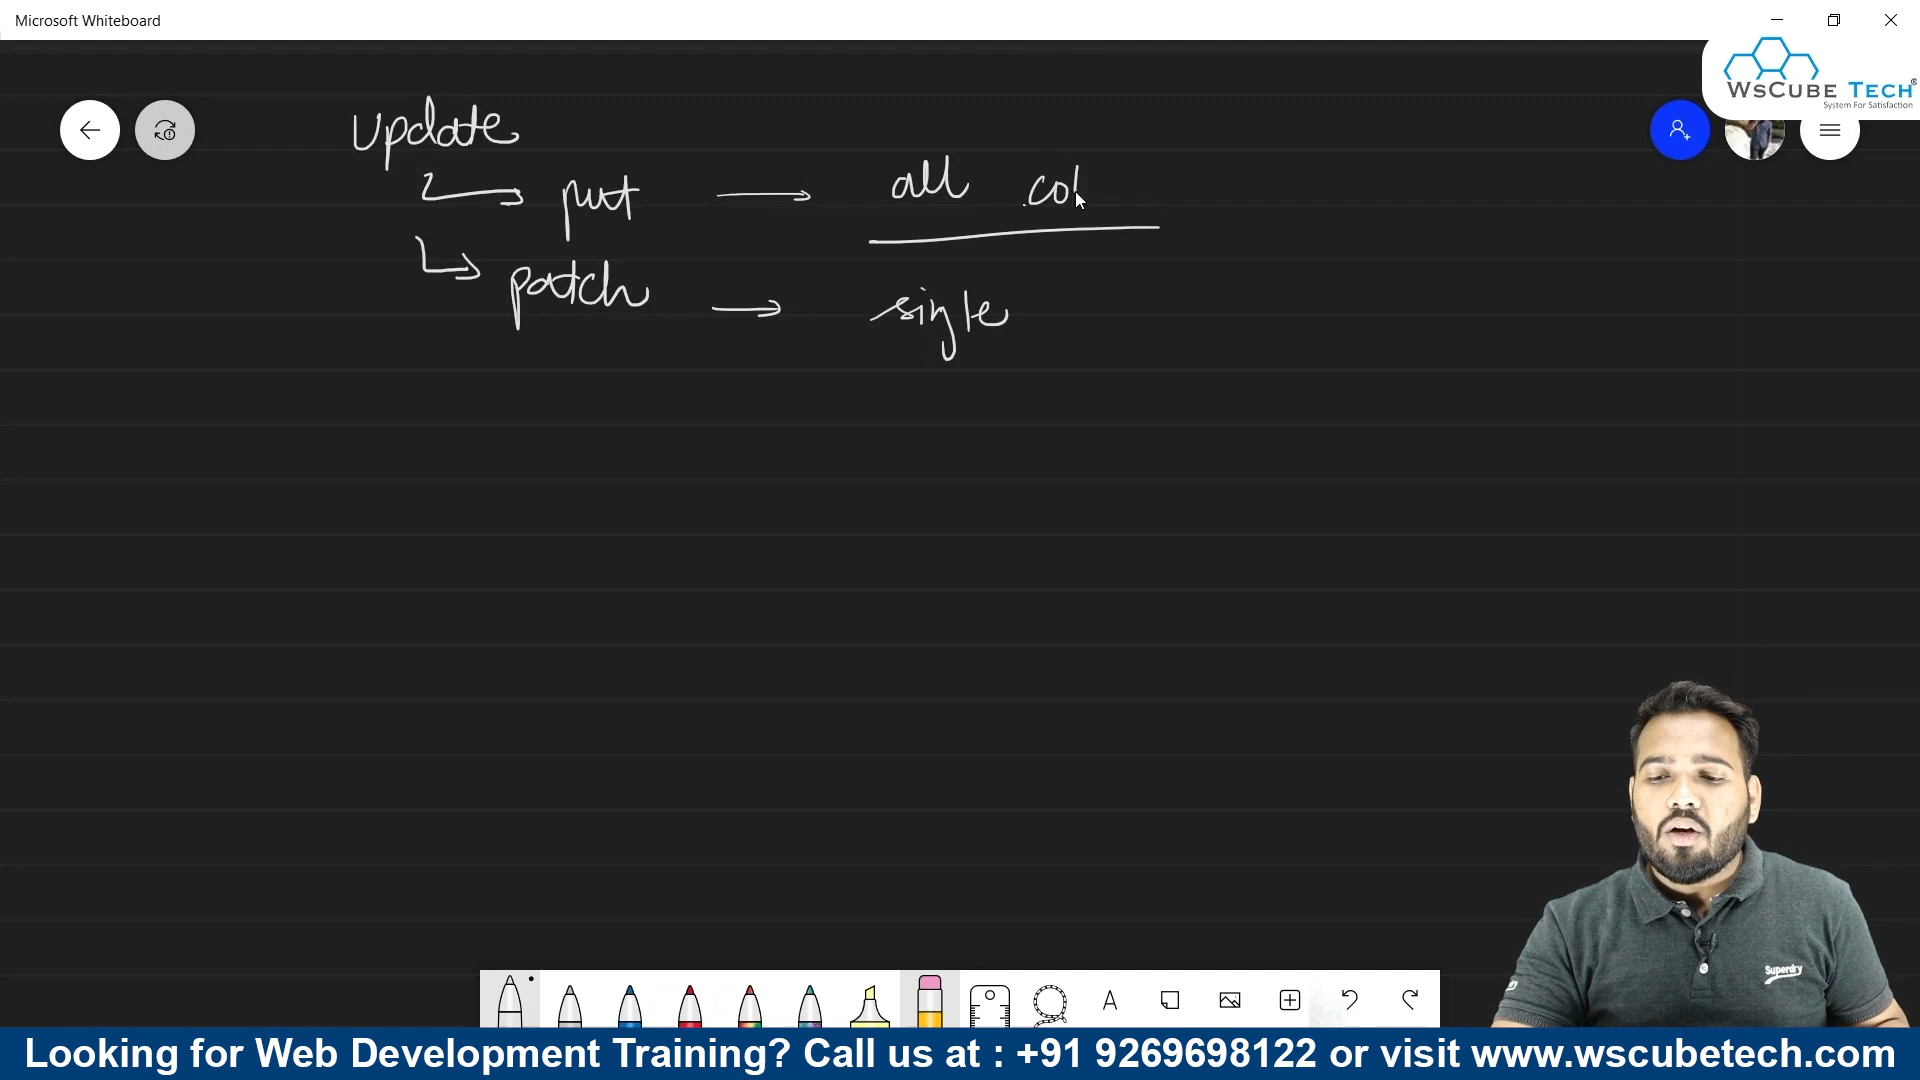 Microsoft Whiteboard
WSCUBE TECH®
System For Satisfaction
Update
put all col
patch single
Superdry
Looking for Web Development Training? Call us at : +91 9269698122 or visit www.wscubetech.com